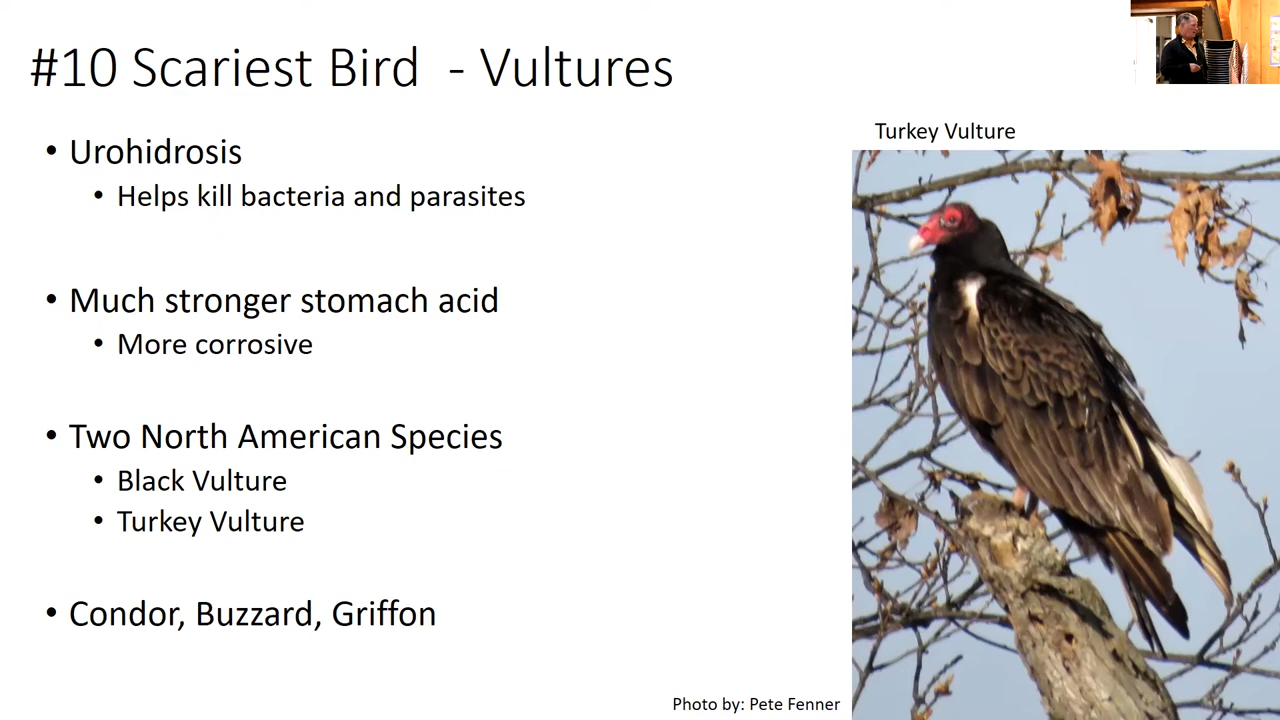 #10 Scariest Bird - Vultures
Turkey Vulture
• Urohidrosis
• Helps kill bacteria and parasites
• Much stronger stomach acid
• More corrosive
• Two North American Species
• Black Vulture
• Turkey Vulture
• Condor, Buzzard, Griffon
Photo by: Pete Fenner